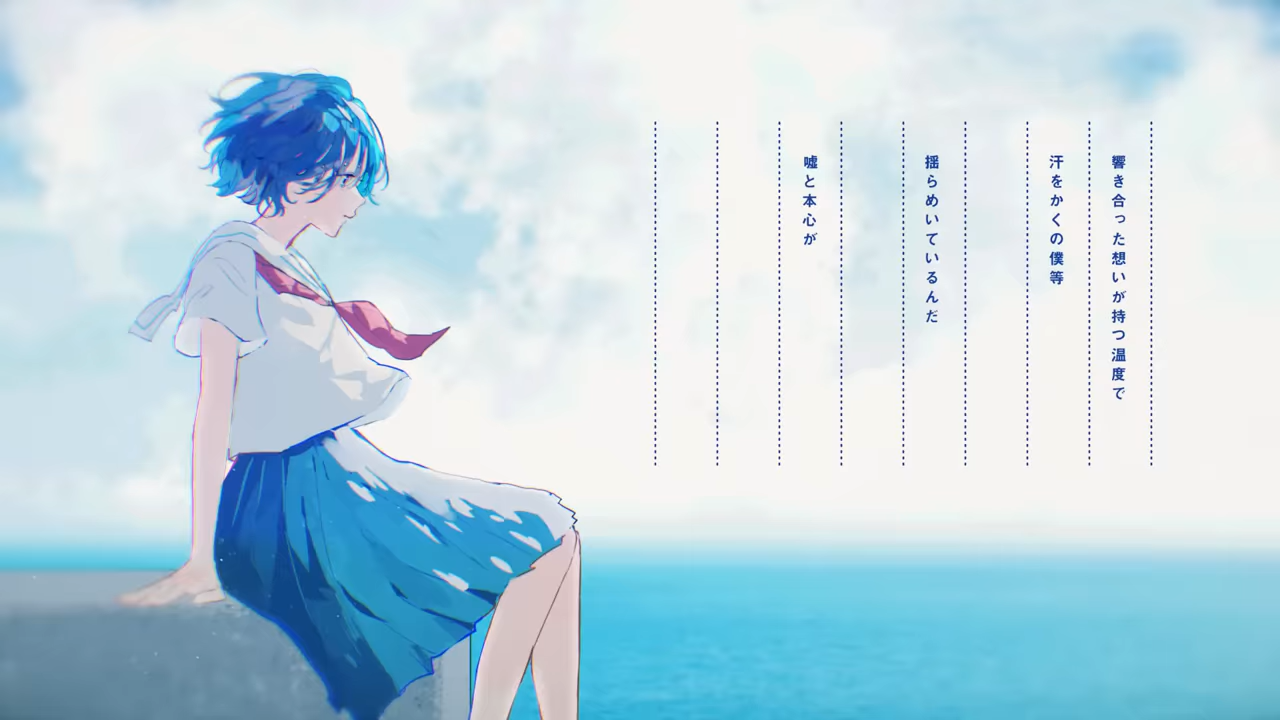 響き合った想いが持つ温度で
汗をかくの僕等
揺らめいているんだ
嘘と本心が